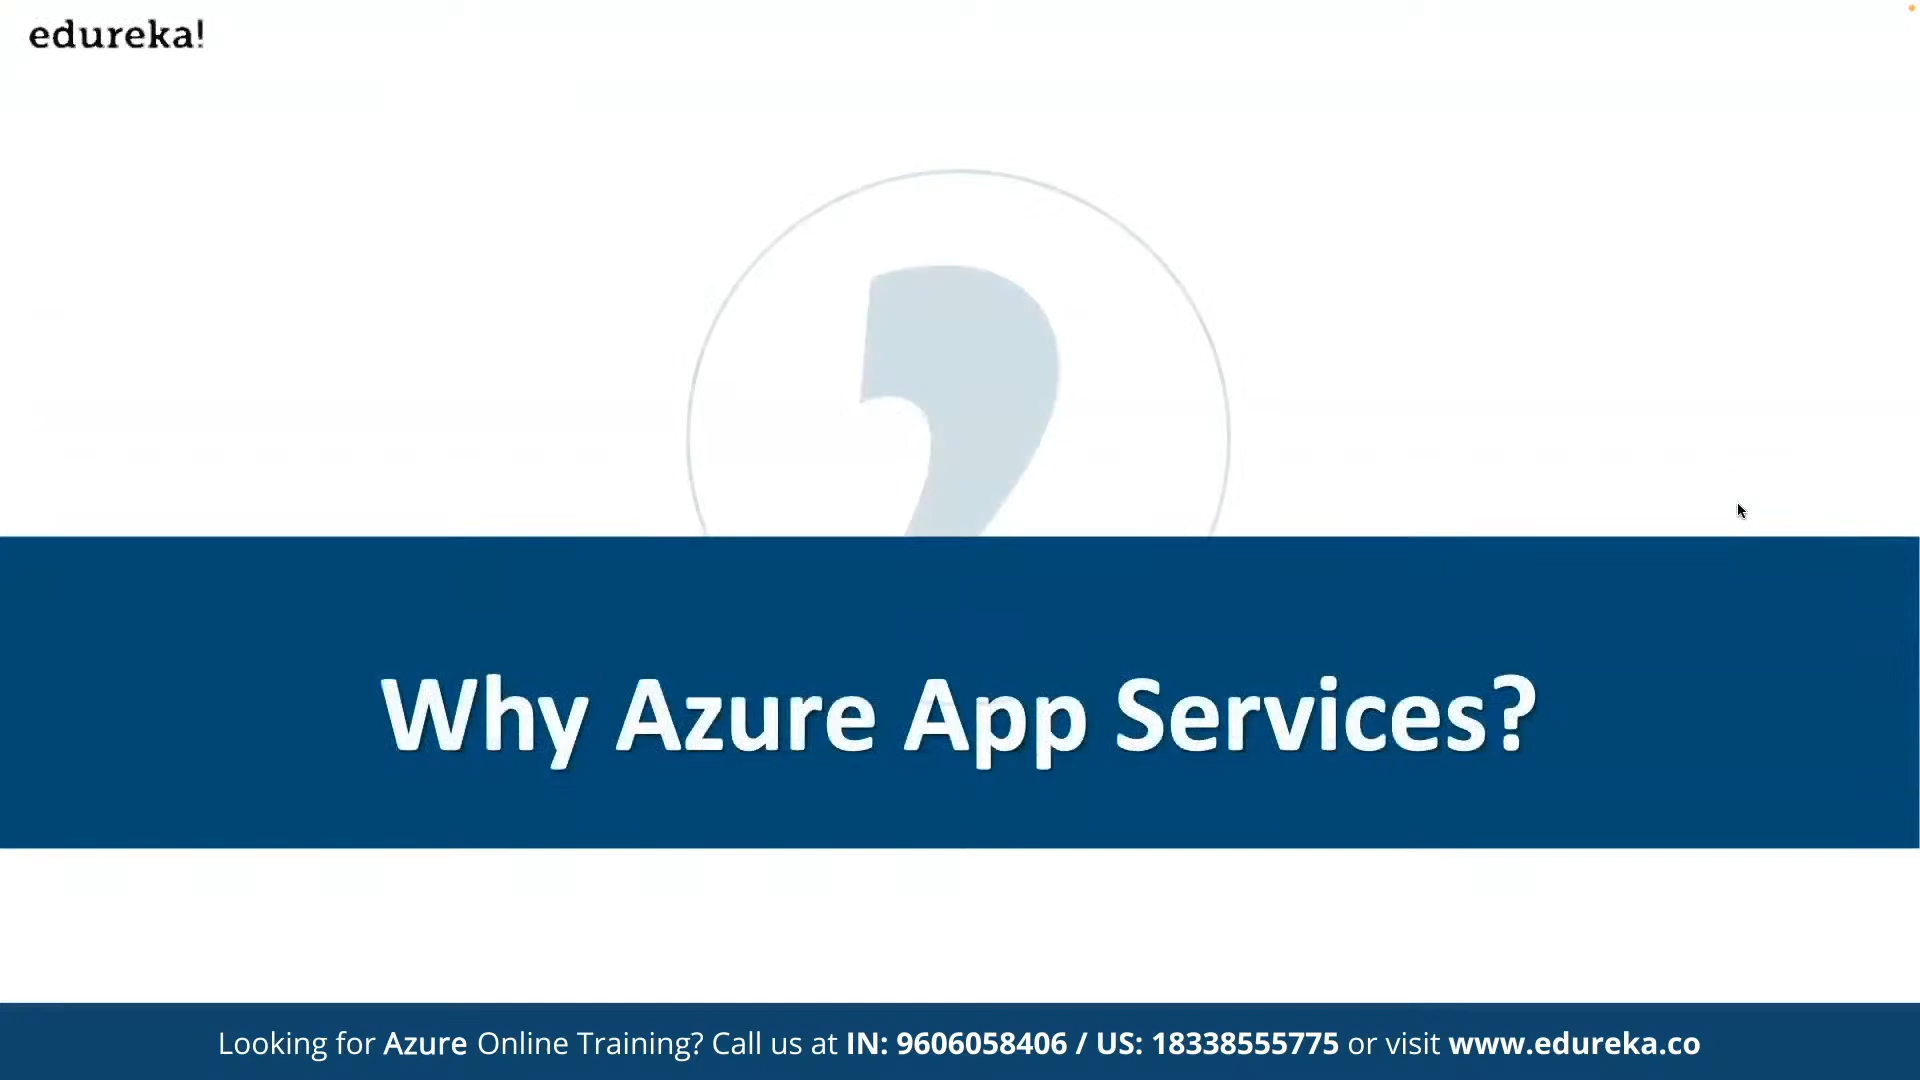 edureka!
Why Azure App Services?
Looking for Azure Online Training? Call us at IN: 9606058406 / US: 18338555775 or visit www.edureka.co